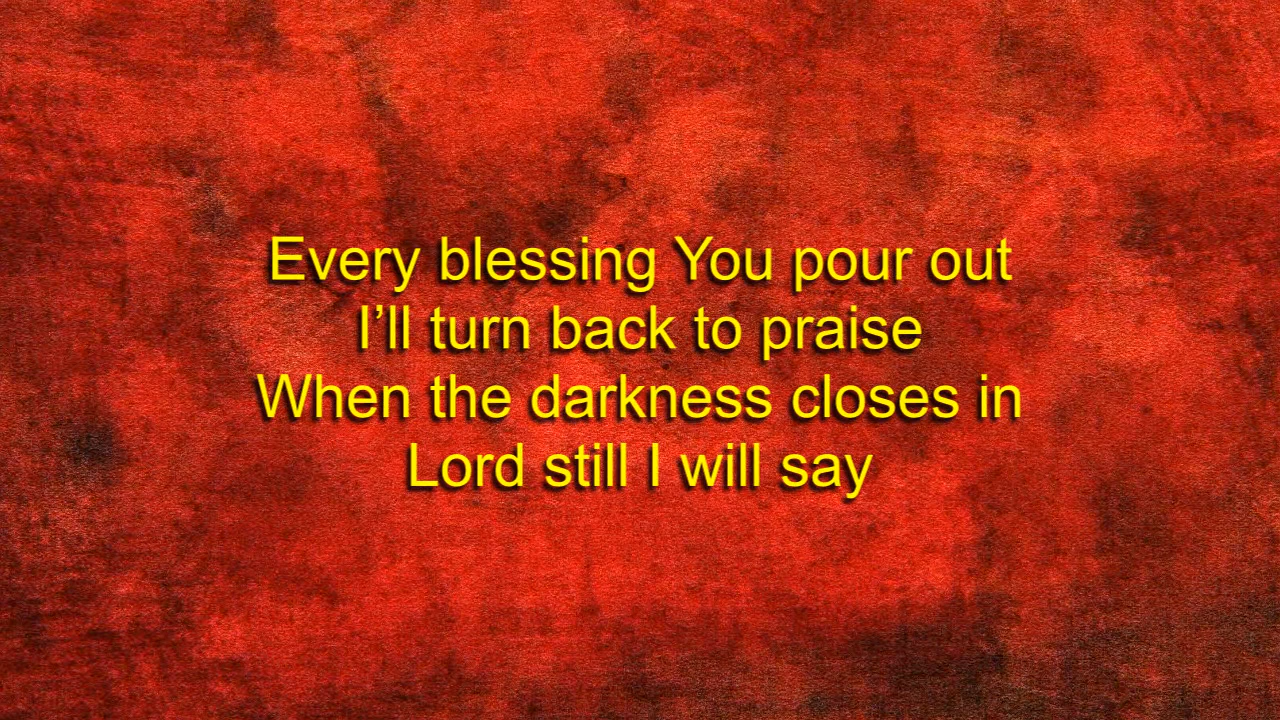 Every blessing You pour out
I’ll turn back to praise
When the darkness closes in
Lord still I will say